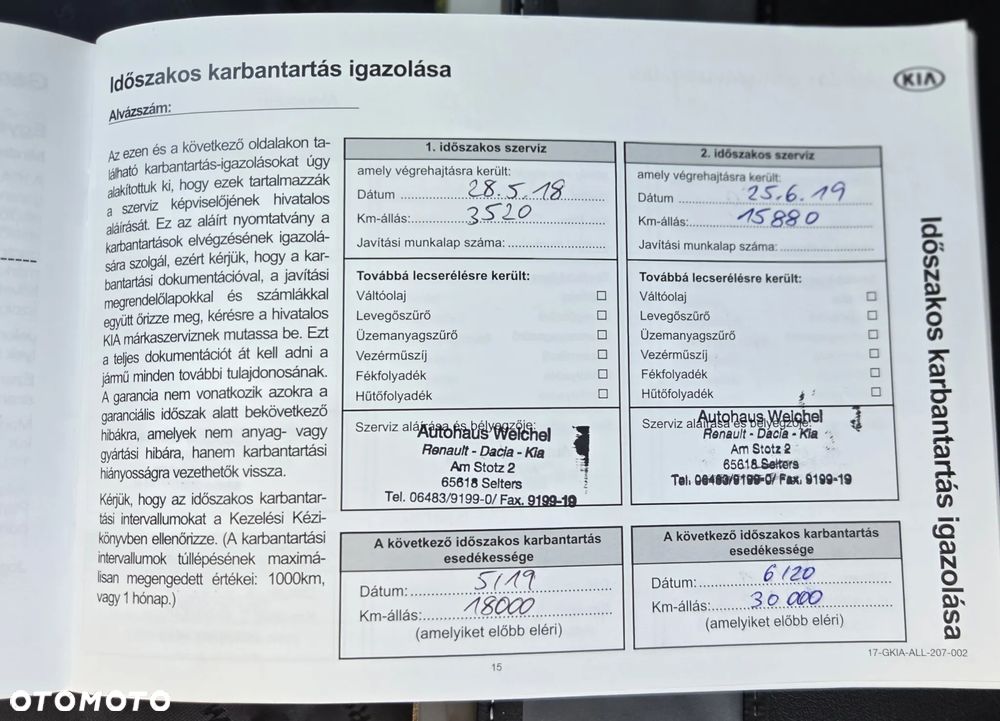 Időszakos karbantartás igazolása
KIA
Alvázszám:
Az ezen és a következő oldalakon ta-
lálható karbantartás-igazolásokat úgy
alakítottuk ki, hogy ezek tartalmazzák
a szerviz képviselőjének hivatalos
aláírását. Ez az aláírt nyomtatvány a
karbantartások elvégzésének igazolá-
sára szolgál, ezért kérjük, hogy a kar-
bantartási dokumentációval, a javítási
megrendelőlapokkal és számlákkal
együtt őrizze meg, kérésre a hivatalos
KIA márkaszerviznek mutassa be. Ezt
a teljes dokumentációt át kell adni a
jármű minden további tulajdonosának.
A garancia nem vonatkozik azokra a
garanciális időszak alatt bekövetkező
hibákra, amelyek nem anyag- vagy
gyártási hibára, hanem karbantartási
hiányosságra vezethetők vissza.
Kérjük, hogy az időszakos karbantar-
tási intervallumokat a Kezelési Kézi-
könyvben ellenőrizze. (A karbantartási
intervallumok túllépésének maximá-
lisan megengedett értékei: 1000km,
vagy 1 hónap.)
1. időszakos szerviz
amely végrehajtásra került:
Dátum 28.5.18
Km-állás: 3520
Javítási munkalap száma:
Továbbá lecserélésre került:
Váltóolaj
Levegőszűrő
Üzemanyagszűrő
Vezérműszíj
Fékfolyadék
Hűtőfolyadék
Szerviz aláírása és bélyegzője:
Autohaus Weichel
Renault - Dacia - Kia
Am Stotz 2
65618 Selters
Tel. 06483/9199-0/ Fax. 9199-19
A következő időszakos karbantartás
esedékessége
Dátum: 5/19
Km-állás: 18000
(amelyiket előbb eléri)
2. időszakos szerviz
amely végrehajtásra került:
Dátum 25.6.19
Km-állás: 15880
Javítási munkalap száma:
Továbbá lecserélésre került:
Váltóolaj
Levegőszűrő
Üzemanyagszűrő
Vezérműszíj
Fékfolyadék
Hűtőfolyadék
Szerviz aláírása és bélyegzője:
Autohaus Weichel
Renault - Dacia - Kia
Am Stotz 2
65618 Selters
Tel. 06483/9199-0/ Fax. 9199-19
A következő időszakos karbantartás
esedékessége
Dátum: 6/20
Km-állás: 30 000
(amelyiket előbb eléri)
Időszakos karbantartás igazolása
17-GKIA-ALL-207-002
15
OTOMOTO